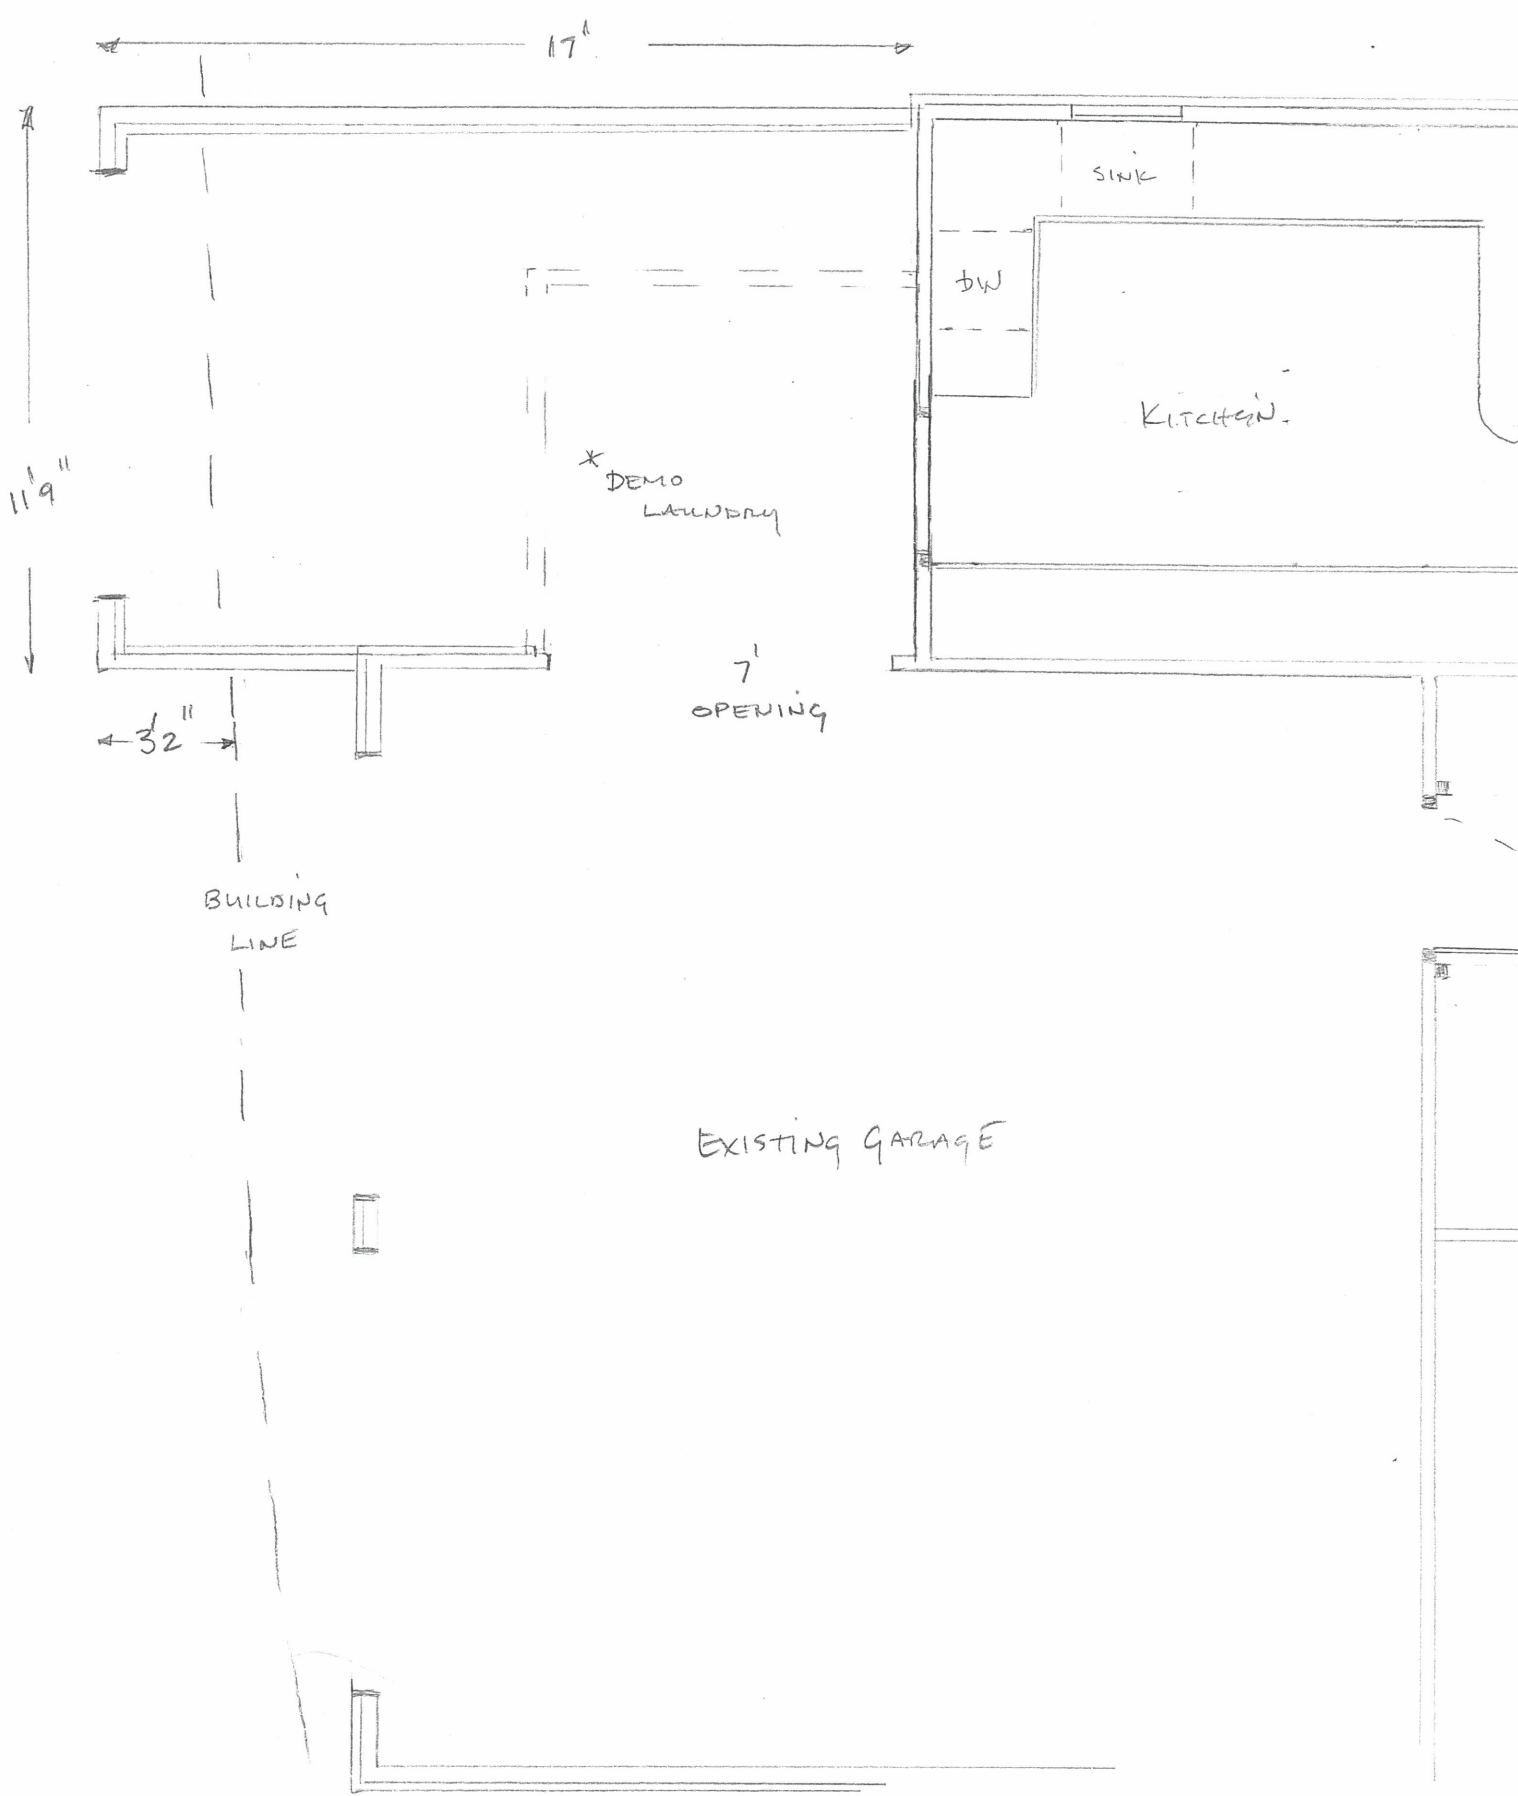 17'
SINK
DW
KITCHEN.
11'9"
* DEMO
LAUNDRY
7'
OPENING
3'2"
BUILDING
LINE
EXISTING GARAGE